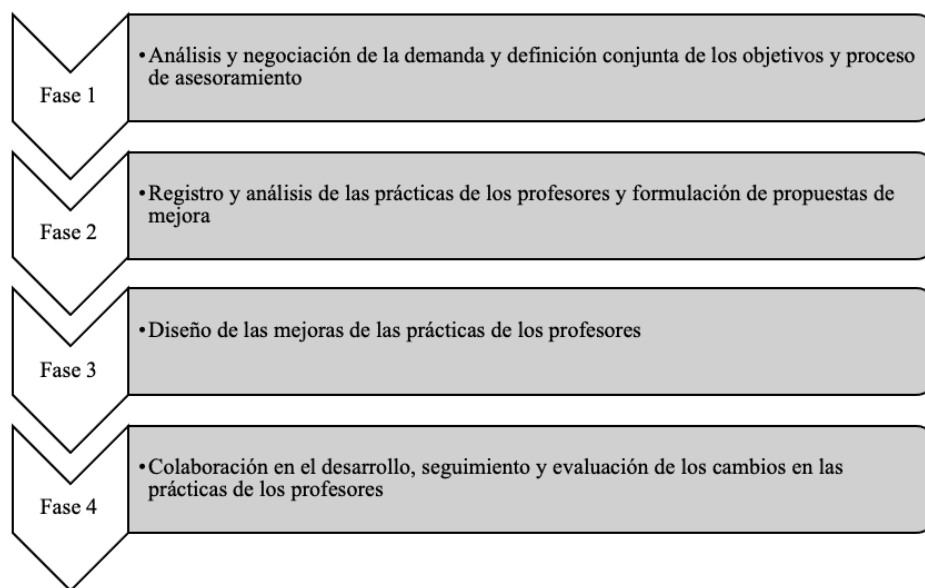 Fase 1
•Análisis y negociación de la demanda y definición conjunta de los objetivos y proceso
de asesoramiento
Fase 2
•Registro y análisis de las prácticas de los profesores y formulación de propuestas de
mejora
Fase 3
•Diseño de las mejoras de las prácticas de los profesores
Fase 4
•Colaboración en el desarrollo, seguimiento y evaluación de los cambios en las
prácticas de los profesores